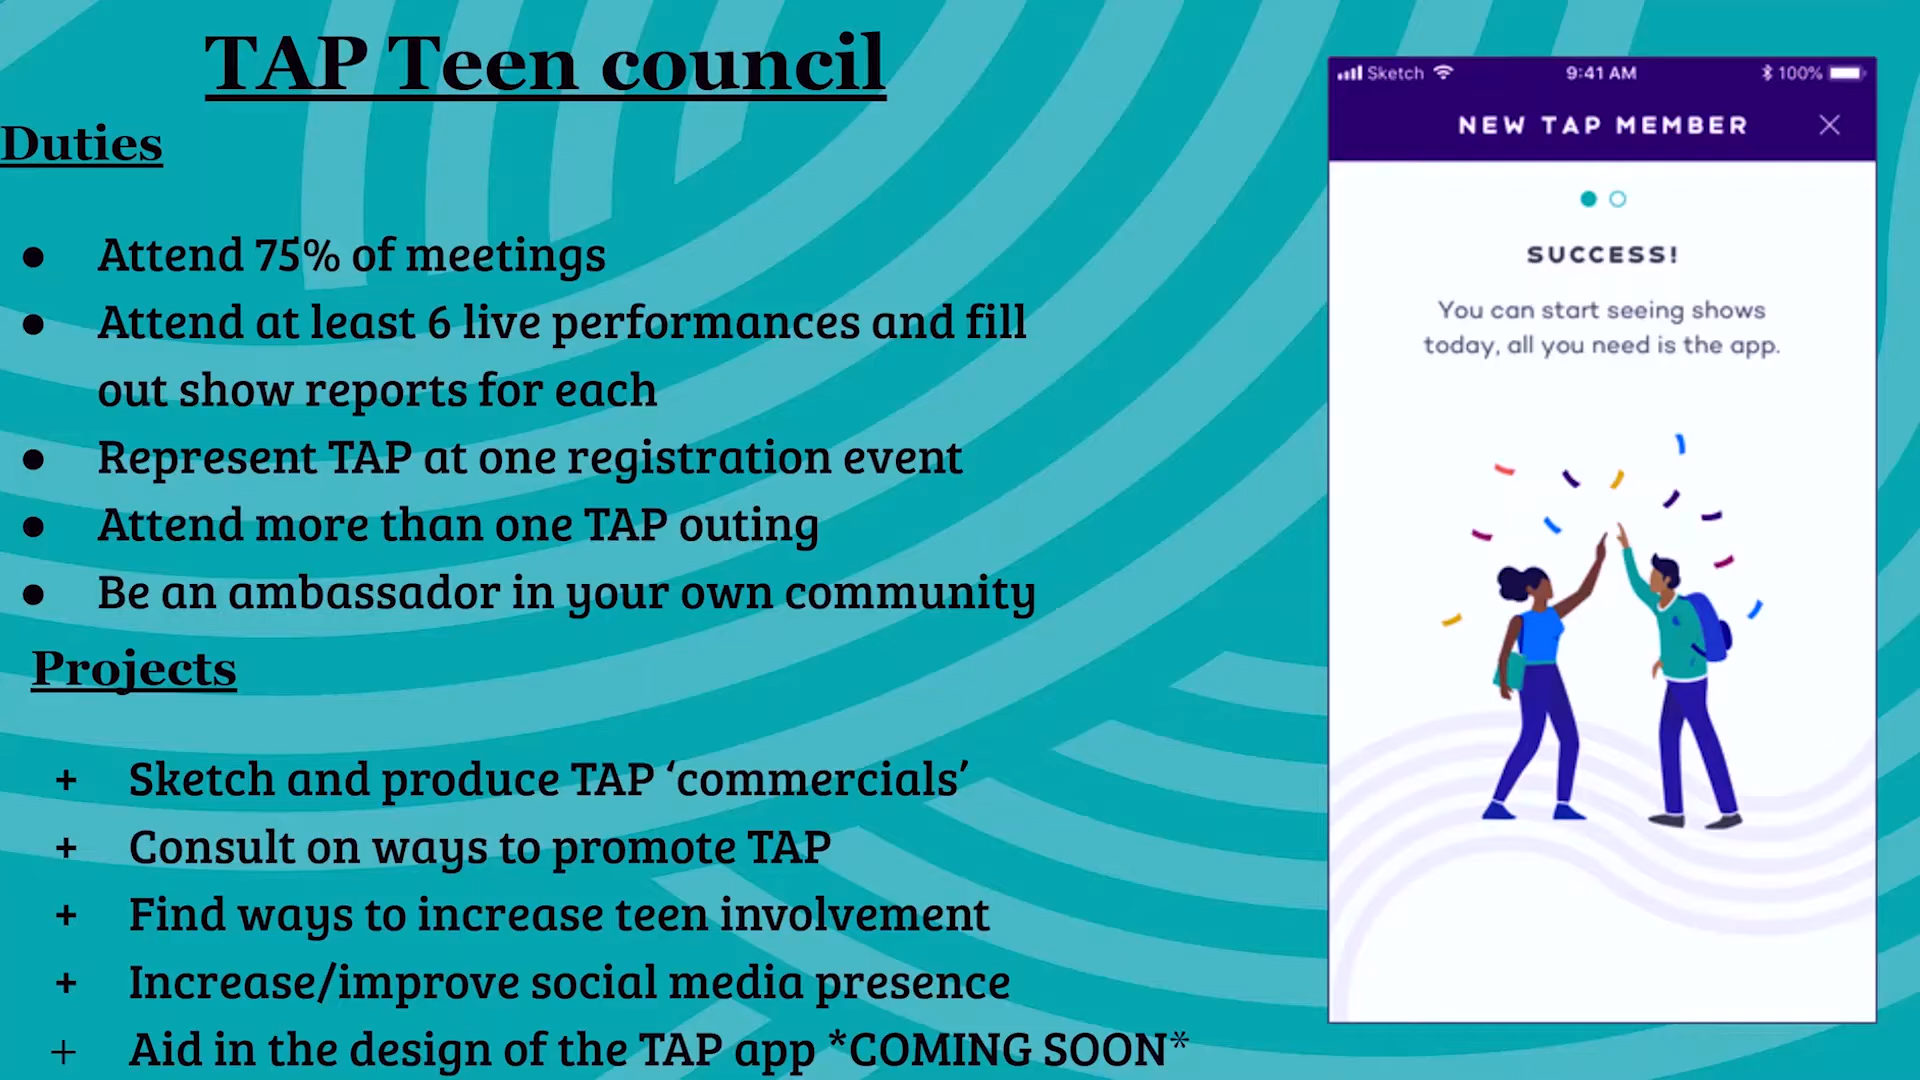 TAP Teen council
Duties
● Attend 75% of meetings
● Attend at least 6 live performances and fill
out show reports for each
● Represent TAP at one registration event
● Attend more than one TAP outing
● Be an ambassador in your own community
Projects
+ Sketch and produce TAP ‘commercials’
+ Consult on ways to promote TAP
+ Find ways to increase teen involvement
+ Increase/improve social media presence
+ Aid in the design of the TAP app *COMING SOON*
Sketch 9:41 AM 100%
NEW TAP MEMBER
SUCCESS!
You can start seeing shows
today, all you need is the app.